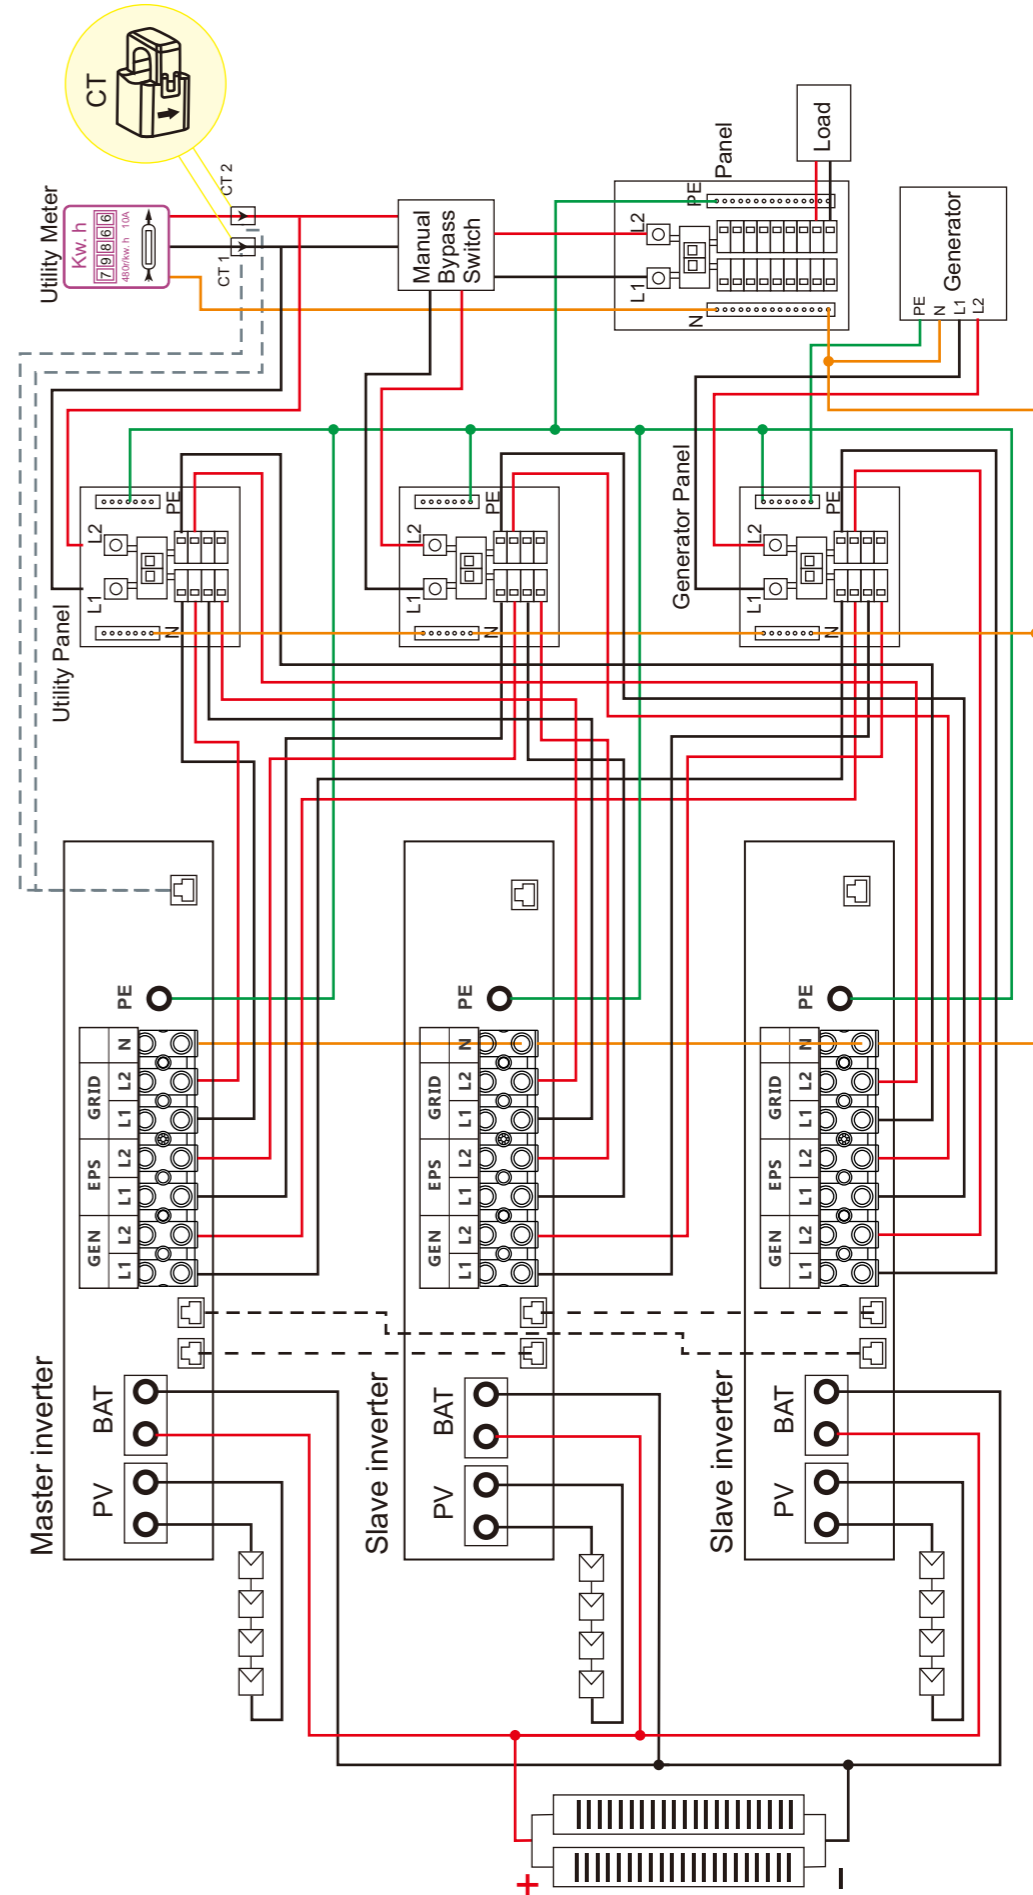 CT
Utility Meter
Kw. h
7 9 8 6 6
480r/kw. h 10A
CT 2
CT 1
Manual
Bypass
Switch
Panel
PE
L2
L1
N
Load
Generator
PE
N
L1
L2
Utility Panel
L1
L2
PE
N
L1
L2
PE
N
Generator Panel
L1
L2
PE
N
Master inverter
PV
BAT
GEN
EPS
GRID
L1
L2
L1
L2
L1
L2
N
PE
Slave inverter
PV
BAT
GEN
EPS
GRID
L1
L2
L1
L2
L1
L2
N
PE
Slave inverter
PV
BAT
GEN
EPS
GRID
L1
L2
L1
L2
L1
L2
N
PE
+
−